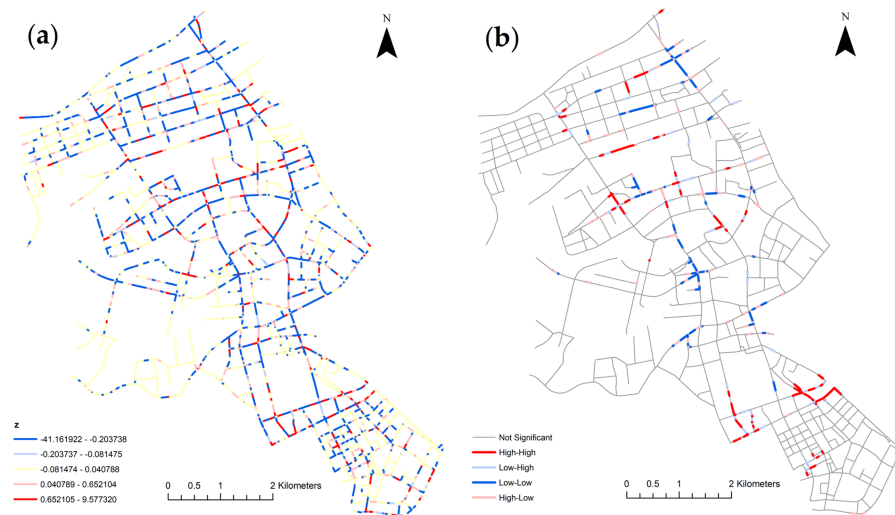 (a)
N
z
-41.161922 - -0.203738
-0.203737 - -0.081475
-0.081474 - 0.040788
0.040789 - 0.652104
0.652105 - 9.577320
0 0.5 1 2 Kilometers
(b)
N
Not Significant
High-High
Low-High
Low-Low
High-Low
0 0.5 1 2 Kilometers